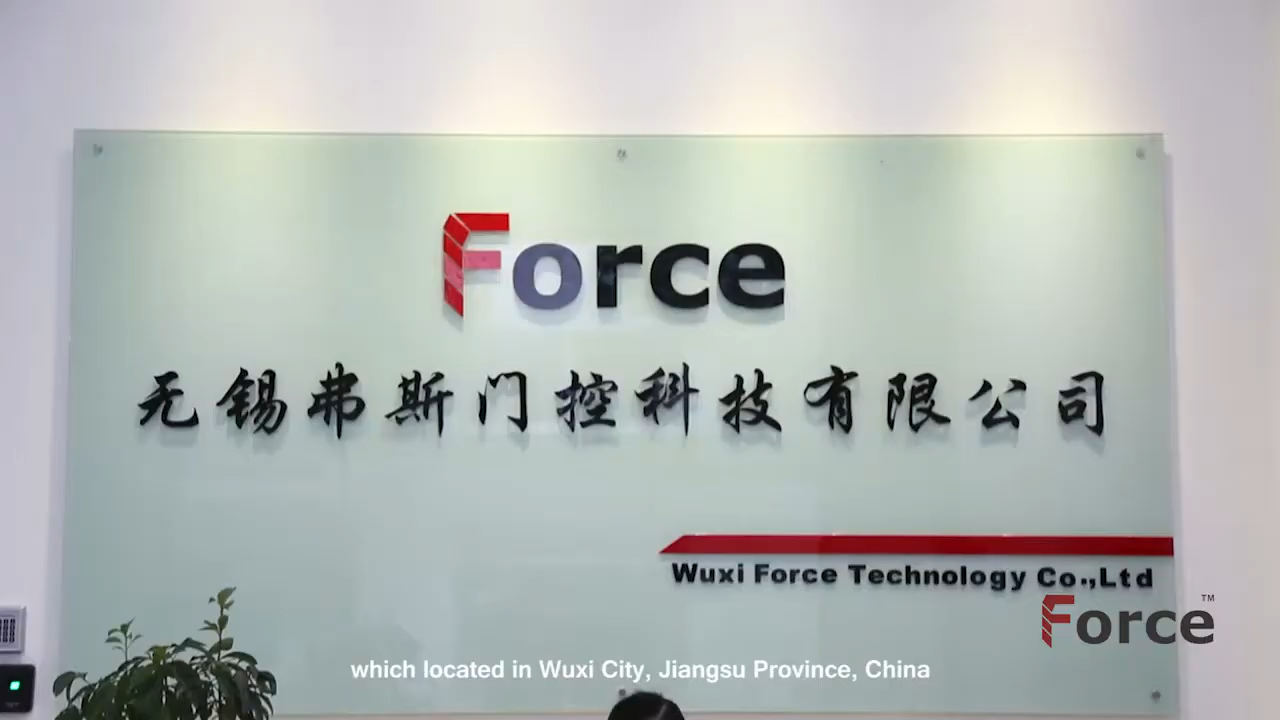 Force
无锡弗斯门控科技有限公司
Wuxi Force Technology Co.,Ltd
Force™
which located in Wuxi City, Jiangsu Province, China